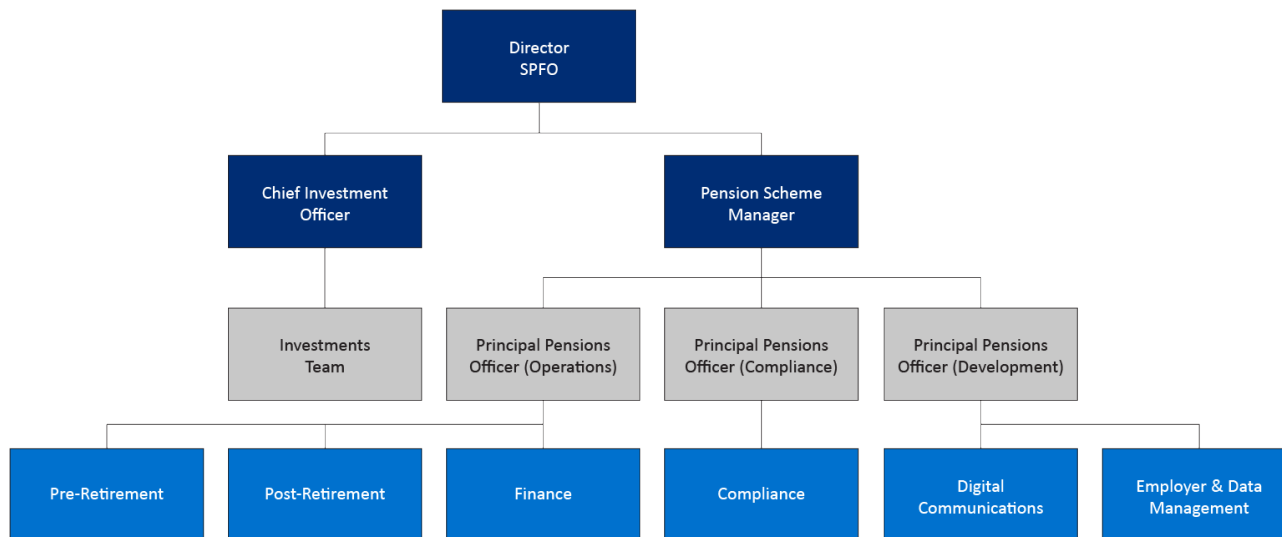 Director
SPFO
Chief Investment
Officer
Pension Scheme
Manager
Investments
Team
Principal Pensions
Officer (Operations)
Principal Pensions
Officer (Compliance)
Principal Pensions
Officer (Development)
Pre-Retirement
Post-Retirement
Finance
Compliance
Digital
Communications
Employer & Data
Management